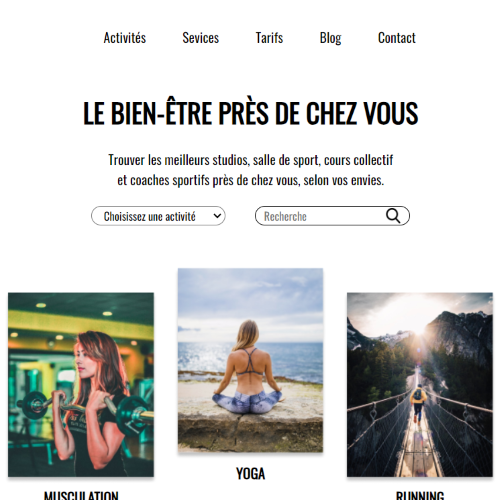 Activités Sevices Tarifs Blog Contact
LE BIEN-ÊTRE PRÈS DE CHEZ VOUS
Trouver les meilleurs studios, salle de sport, cours collectif
et coaches sportifs près de chez vous, selon vos envies.
Choisissez une activité Recherche
YOGA
MUSCULATION RUNNING